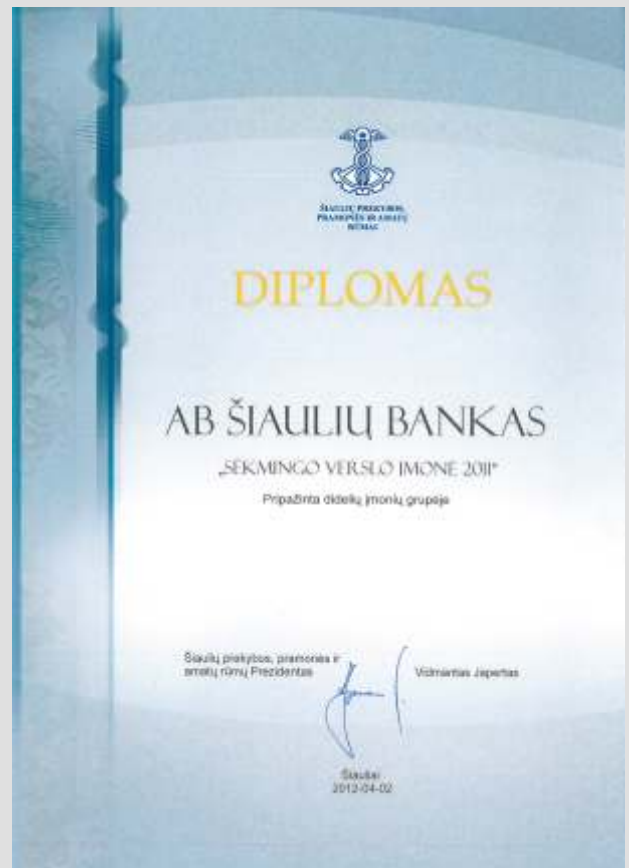 ŠIAULIŲ PREKYBOS,
PRAMONĖS IR AMATŲ
RŪMAI
DIPLOMAS
AB ŠIAULIŲ BANKAS
„SĖKMINGO VERSLO ĮMONĖ 2011“
Pripažinta didelių įmonių grupėje
Šiaulių prekybos, pramonės ir
amatų rūmų Prezidentas
Vidmantas Japertas
Šiauliai
2012-04-02